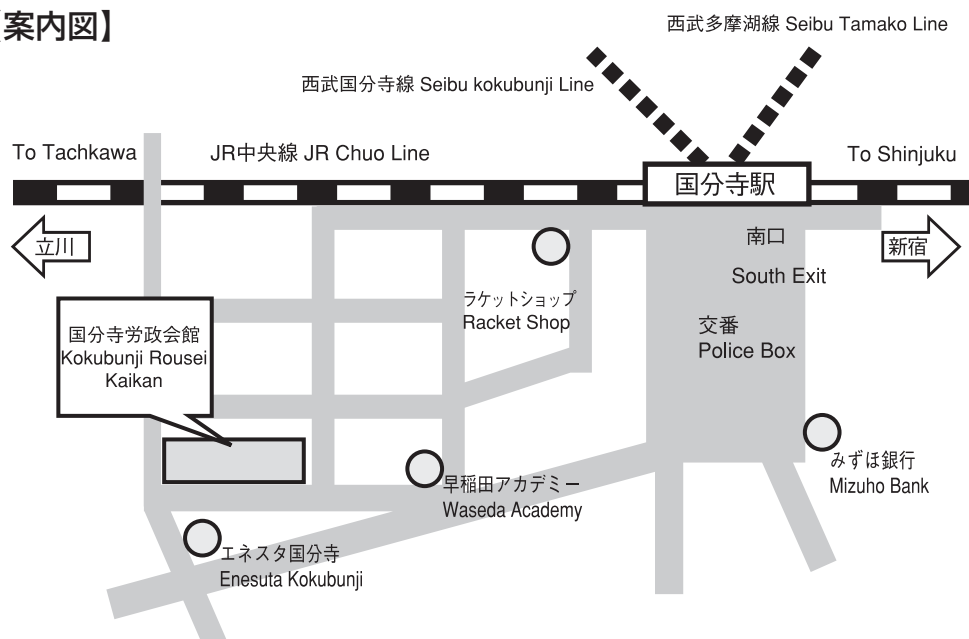 【案内図】
西武多摩湖線 Seibu Tamako Line
西武国分寺線 Seibu kokubunji Line
To Tachkawa
JR中央線 JR Chuo Line
To Shinjuku
国分寺駅
立川
新宿
南口
South Exit
ラケットショップ
Racket Shop
交番
Police Box
国分寺労政会館
Kokubunji Rousei
Kaikan
みずほ銀行
Mizuho Bank
早稲田アカデミー
Waseda Academy
エネスタ国分寺
Enesuta Kokubunji